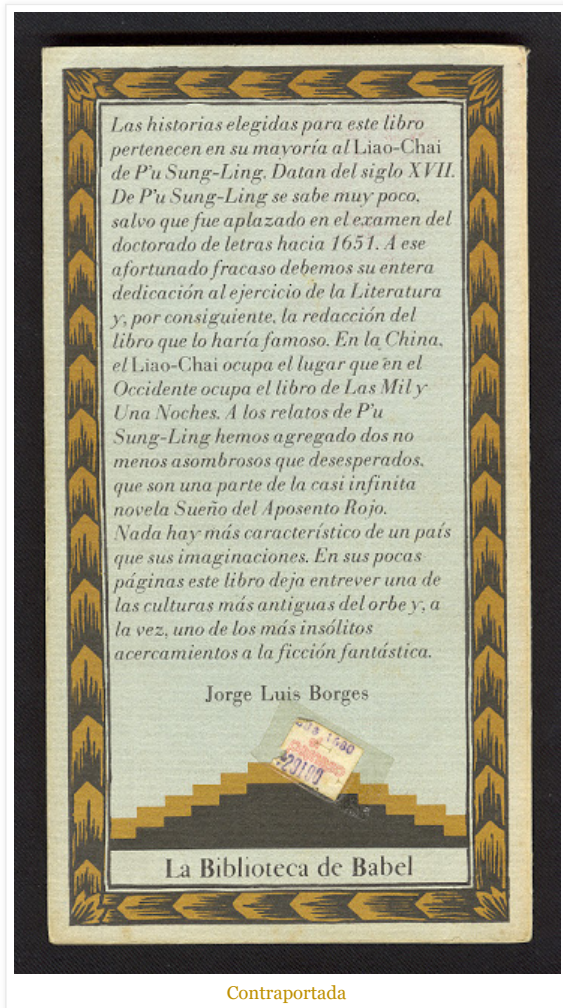 Las historias elegidas para este libro
pertenecen en su mayoría al Liao-Chai
de P'u Sung-Ling. Datan del siglo XVII.
De P'u Sung-Ling se sabe muy poco,
salvo que fue aplazado en el examen del
doctorado de letras hacia 1651. A ese
afortunado fracaso debemos su entera
dedicación al ejercicio de la Literatura
y, por consiguiente, la redacción del
libro que lo haría famoso. En la China,
el Liao-Chai ocupa el lugar que en el
Occidente ocupa el libro de Las Mil y
Una Noches. A los relatos de P'u
Sung-Ling hemos agregado dos no
menos asombrosos que desesperados,
que son una parte de la casi infinita
novela Sueño del Aposento Rojo.
Nada hay más característico de un país
que sus imaginaciones. En sus pocas
páginas este libro deja entrever una de
las culturas más antiguas del orbe y, a
la vez, uno de los más insólitos
acercamientos a la ficción fantástica.
Jorge Luis Borges
La Biblioteca de Babel
Contraportada